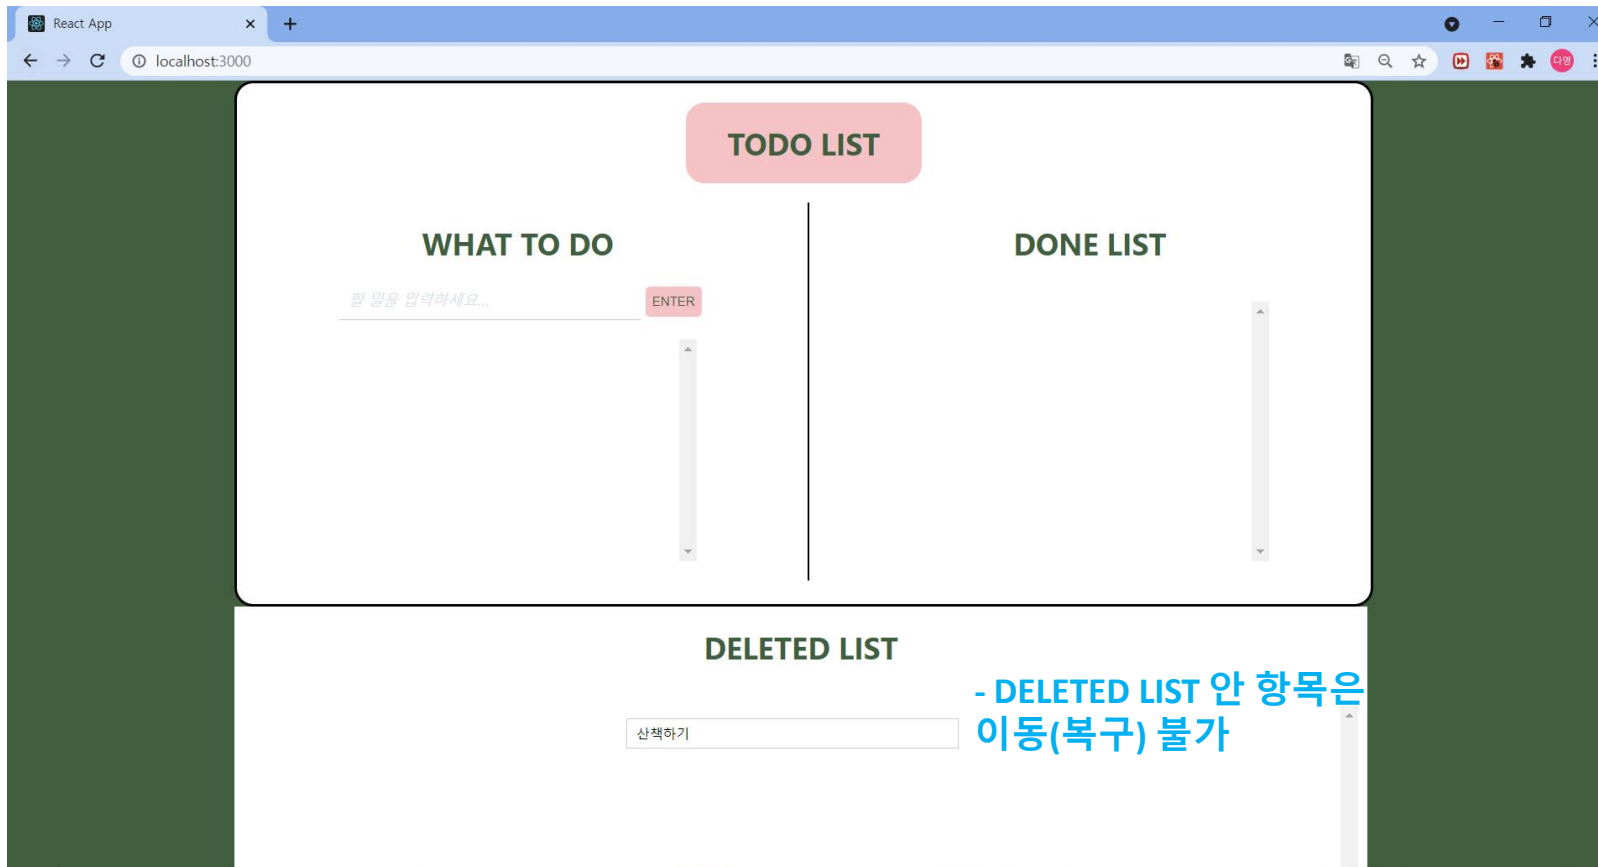 React App
localhost:3000
다영
TODO LIST
WHAT TO DO
DONE LIST
할 일을 입력하세요...
ENTER
DELETED LIST
- DELETED LIST 안 항목은
이동(복구) 불가
산책하기